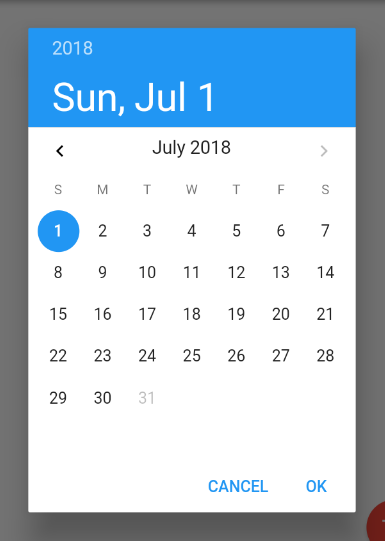 2018
Sun, Jul 1
July 2018
S M T W T F S
1 2 3 4 5 6 7
8 9 10 11 12 13 14
15 16 17 18 19 20 21
22 23 24 25 26 27 28
29 30 31
CANCEL OK